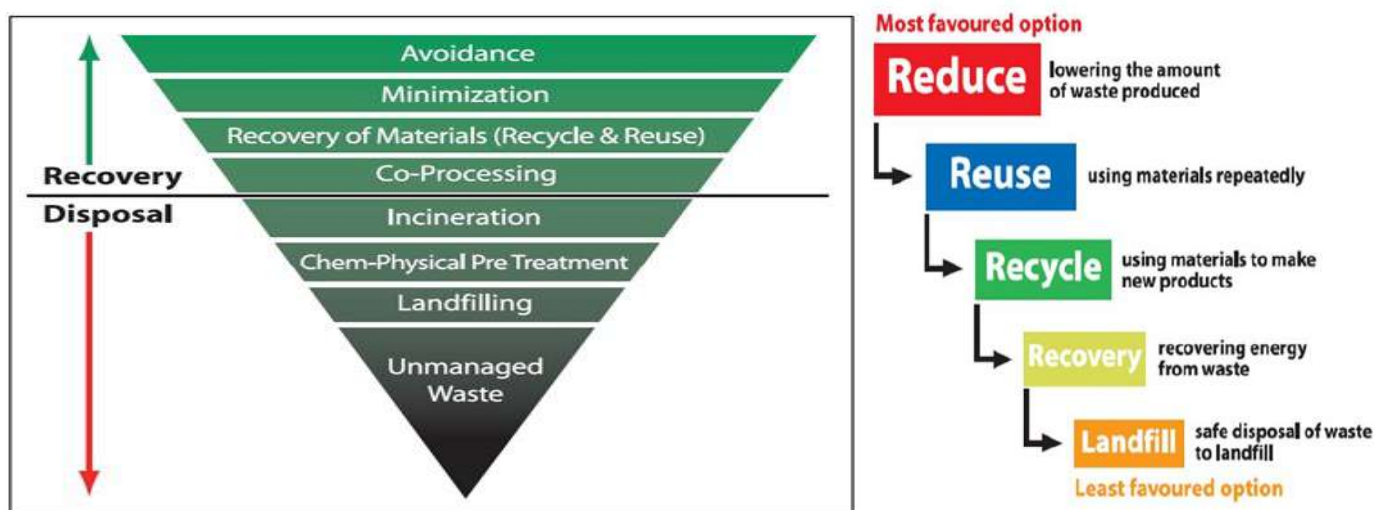 Avoidance
Minimization
Recovery of Materials (Recycle & Reuse)
Co-Processing
Recovery
Disposal
Incineration
Chem-Physical Pre Treatment
Landfilling
Unmanaged
Waste
Most favoured option
Reduce
lowering the amount
of waste produced
Reuse
using materials repeatedly
Recycle
using materials to make
new products
Recovery
recovering energy
from waste
Landfill
safe disposal of waste
to landfill
Least favoured option